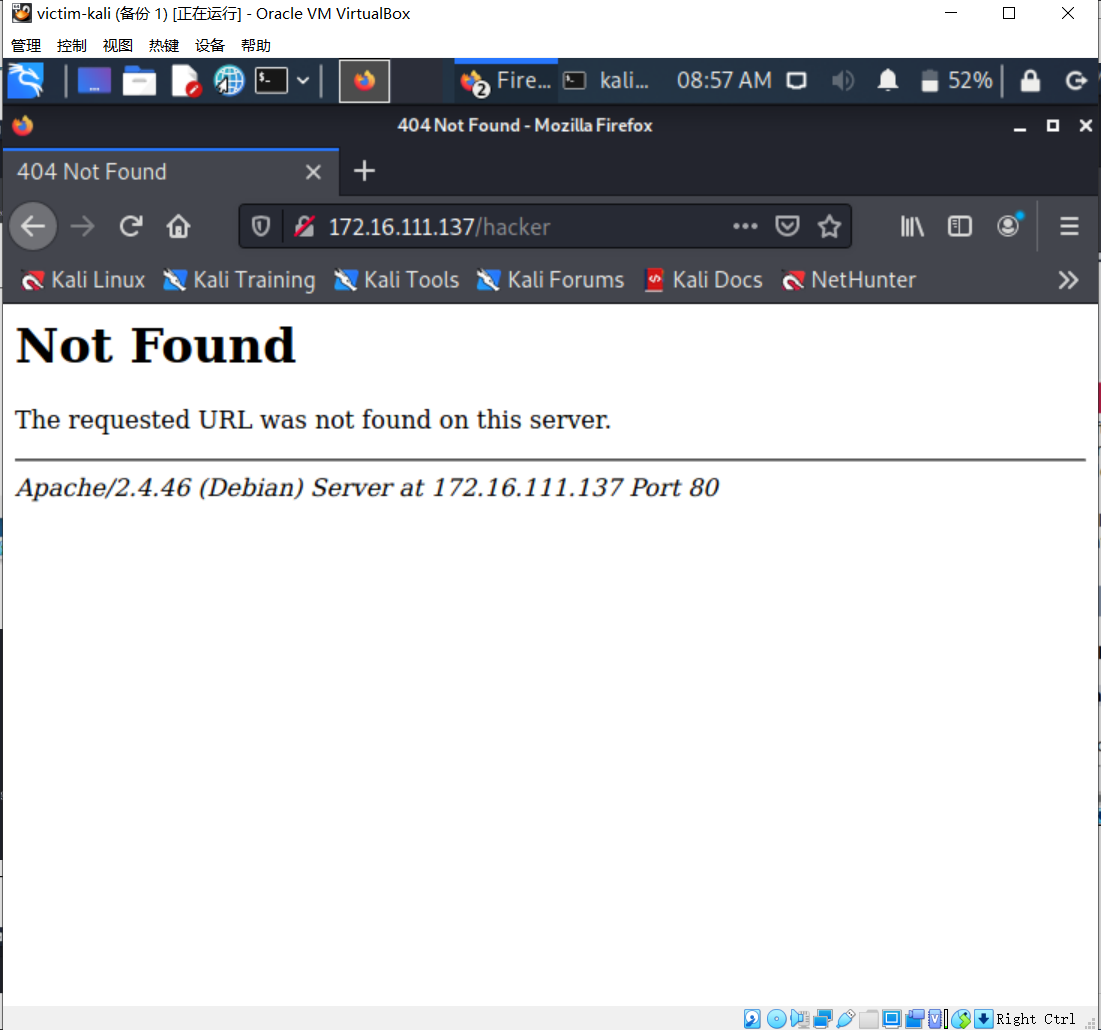 victim-kali (备份 1) [正在运行] - Oracle VM VirtualBox
管理 控制 视图 热键 设备 帮助
Fire... kali... 08:57 AM 52%
404 Not Found - Mozilla Firefox
404 Not Found
172.16.111.137/hacker
Kali Linux Kali Training Kali Tools Kali Forums Kali Docs NetHunter
Not Found
The requested URL was not found on this server.
Apache/2.4.46 (Debian) Server at 172.16.111.137 Port 80
Right Ctrl